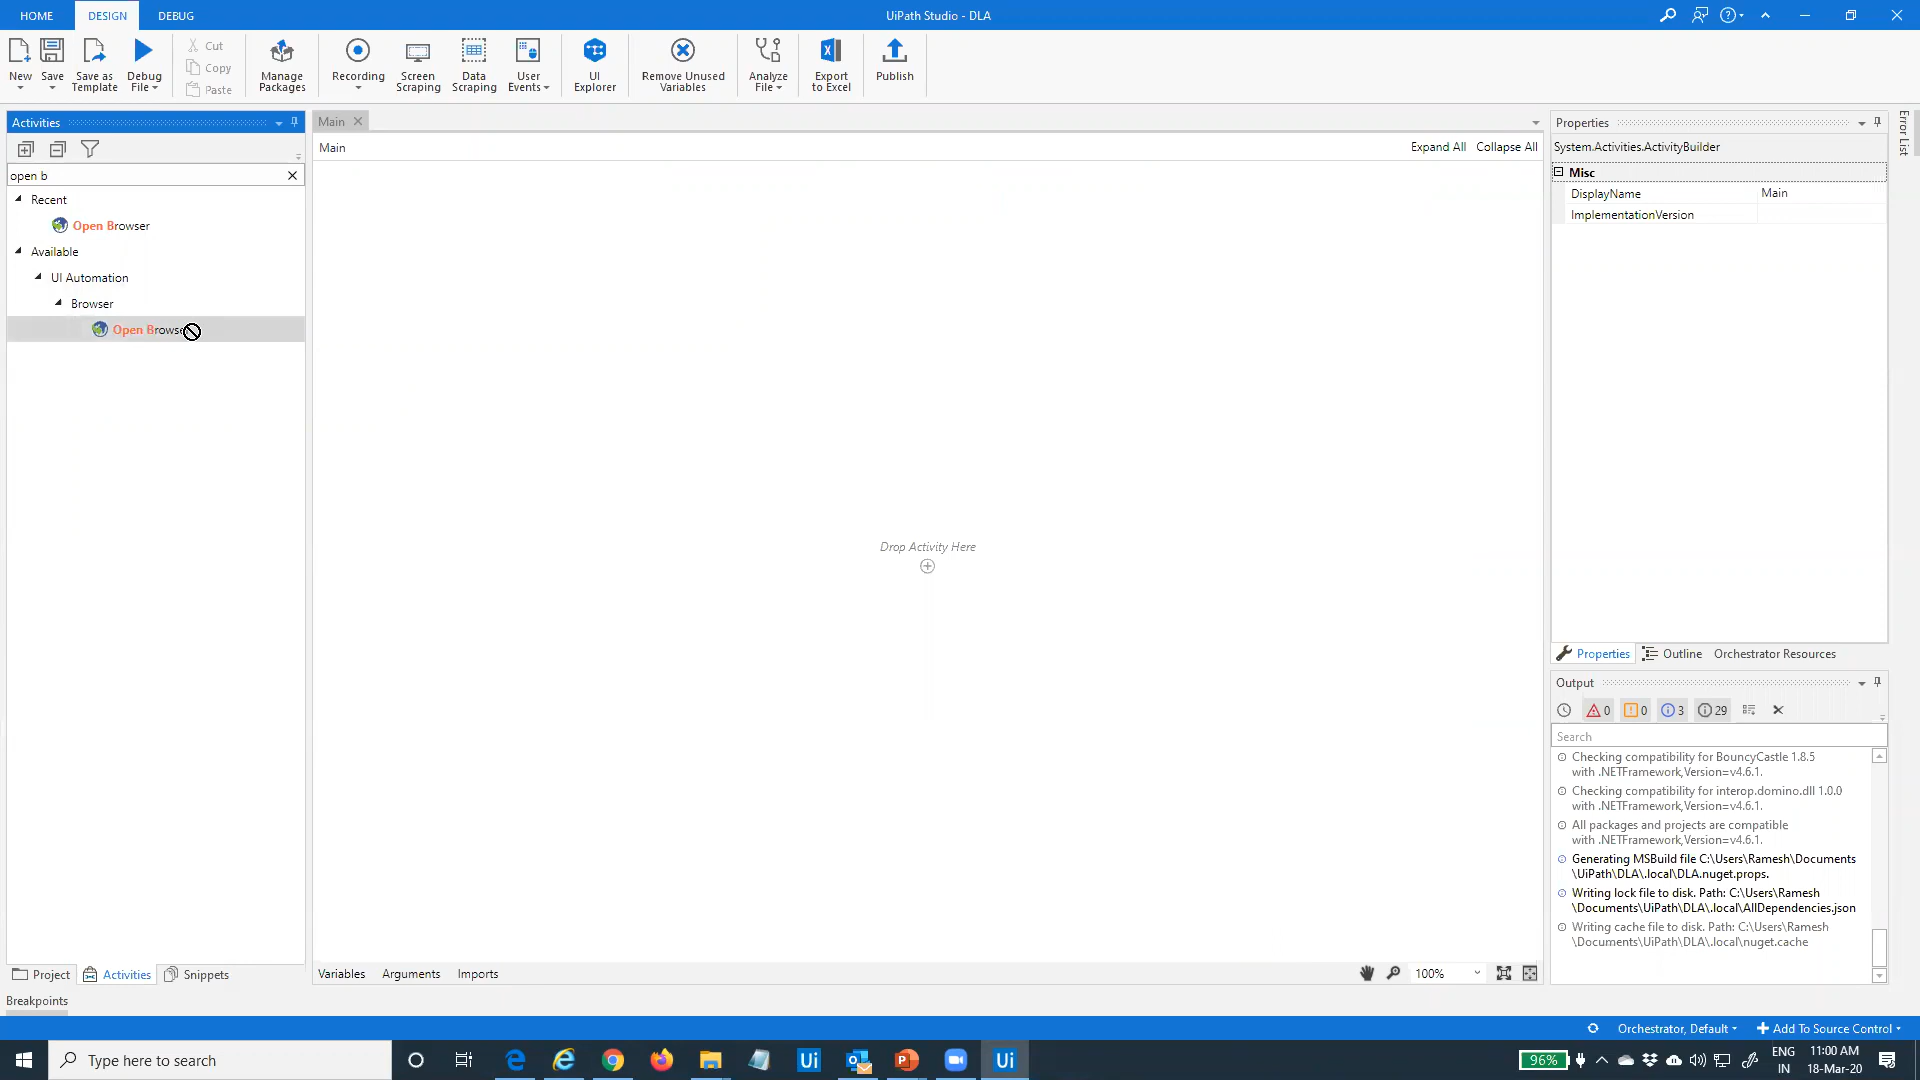 HOME DESIGN DEBUG UiPath Studio - DLA
New Save Save as Template Debug File Cut Copy Paste Manage Packages Recording Screen Scraping Data Scraping User Events UI Explorer Remove Unused Variables Analyze File Export to Excel Publish
Activities
open b
Recent
Open Browser
Available
UI Automation
Browser
Open Browse
Project Activities Snippets
Breakpoints
Main
Main Expand All Collapse All
Drop Activity Here
Variables Arguments Imports 100%
Properties
System.Activities.ActivityBuilder
Misc
DisplayName Main
ImplementationVersion
Properties Outline Orchestrator Resources
Error List
Output
0 0 3 29
Search
Checking compatibility for BouncyCastle 1.8.5
with .NETFramework,Version=v4.6.1.
Checking compatibility for interop.domino.dll 1.0.0
with .NETFramework,Version=v4.6.1.
All packages and projects are compatible
with .NETFramework,Version=v4.6.1.
Generating MSBuild file C:\Users\Ramesh\Documents
\UiPath\DLA\.local\DLA.nuget.props.
Writing lock file to disk. Path: C:\Users\Ramesh
\Documents\UiPath\DLA\.local\AllDependencies.json
Writing cache file to disk. Path: C:\Users\Ramesh
\Documents\UiPath\DLA\.local\nuget.cache
Orchestrator, Default Add To Source Control
Type here to search Ui Ui 96% ENG IN 11:00 AM 18-Mar-20